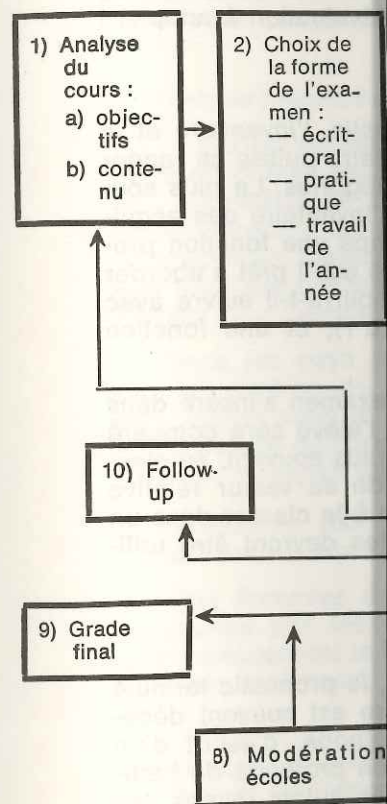 1) Analyse
du
cours :
a) objec-
tifs
b) conte-
nu
2) Choix de
la forme
de l'exa-
men :
— écrit-
oral
— prati-
que
— travail
de
l'an-
née
10) Follow-
up
9) Grade
final
8) Modération
écoles